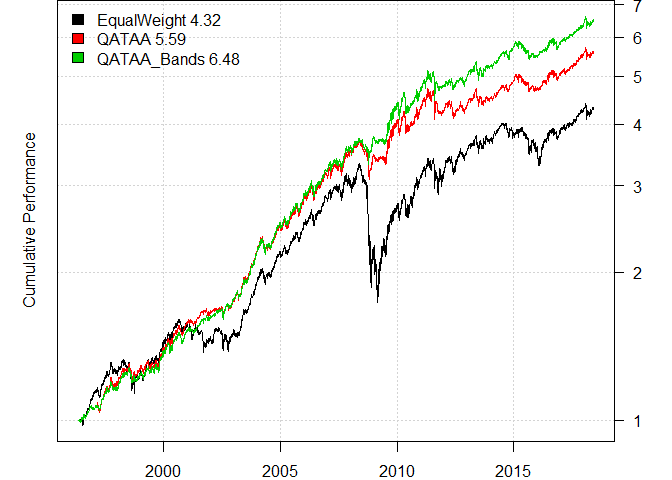 EqualWeight 4.32
QATAA 5.59
QATAA_Bands 6.48
Cumulative Performance
7
6
5
4
3
2
1
2000 2005 2010 2015